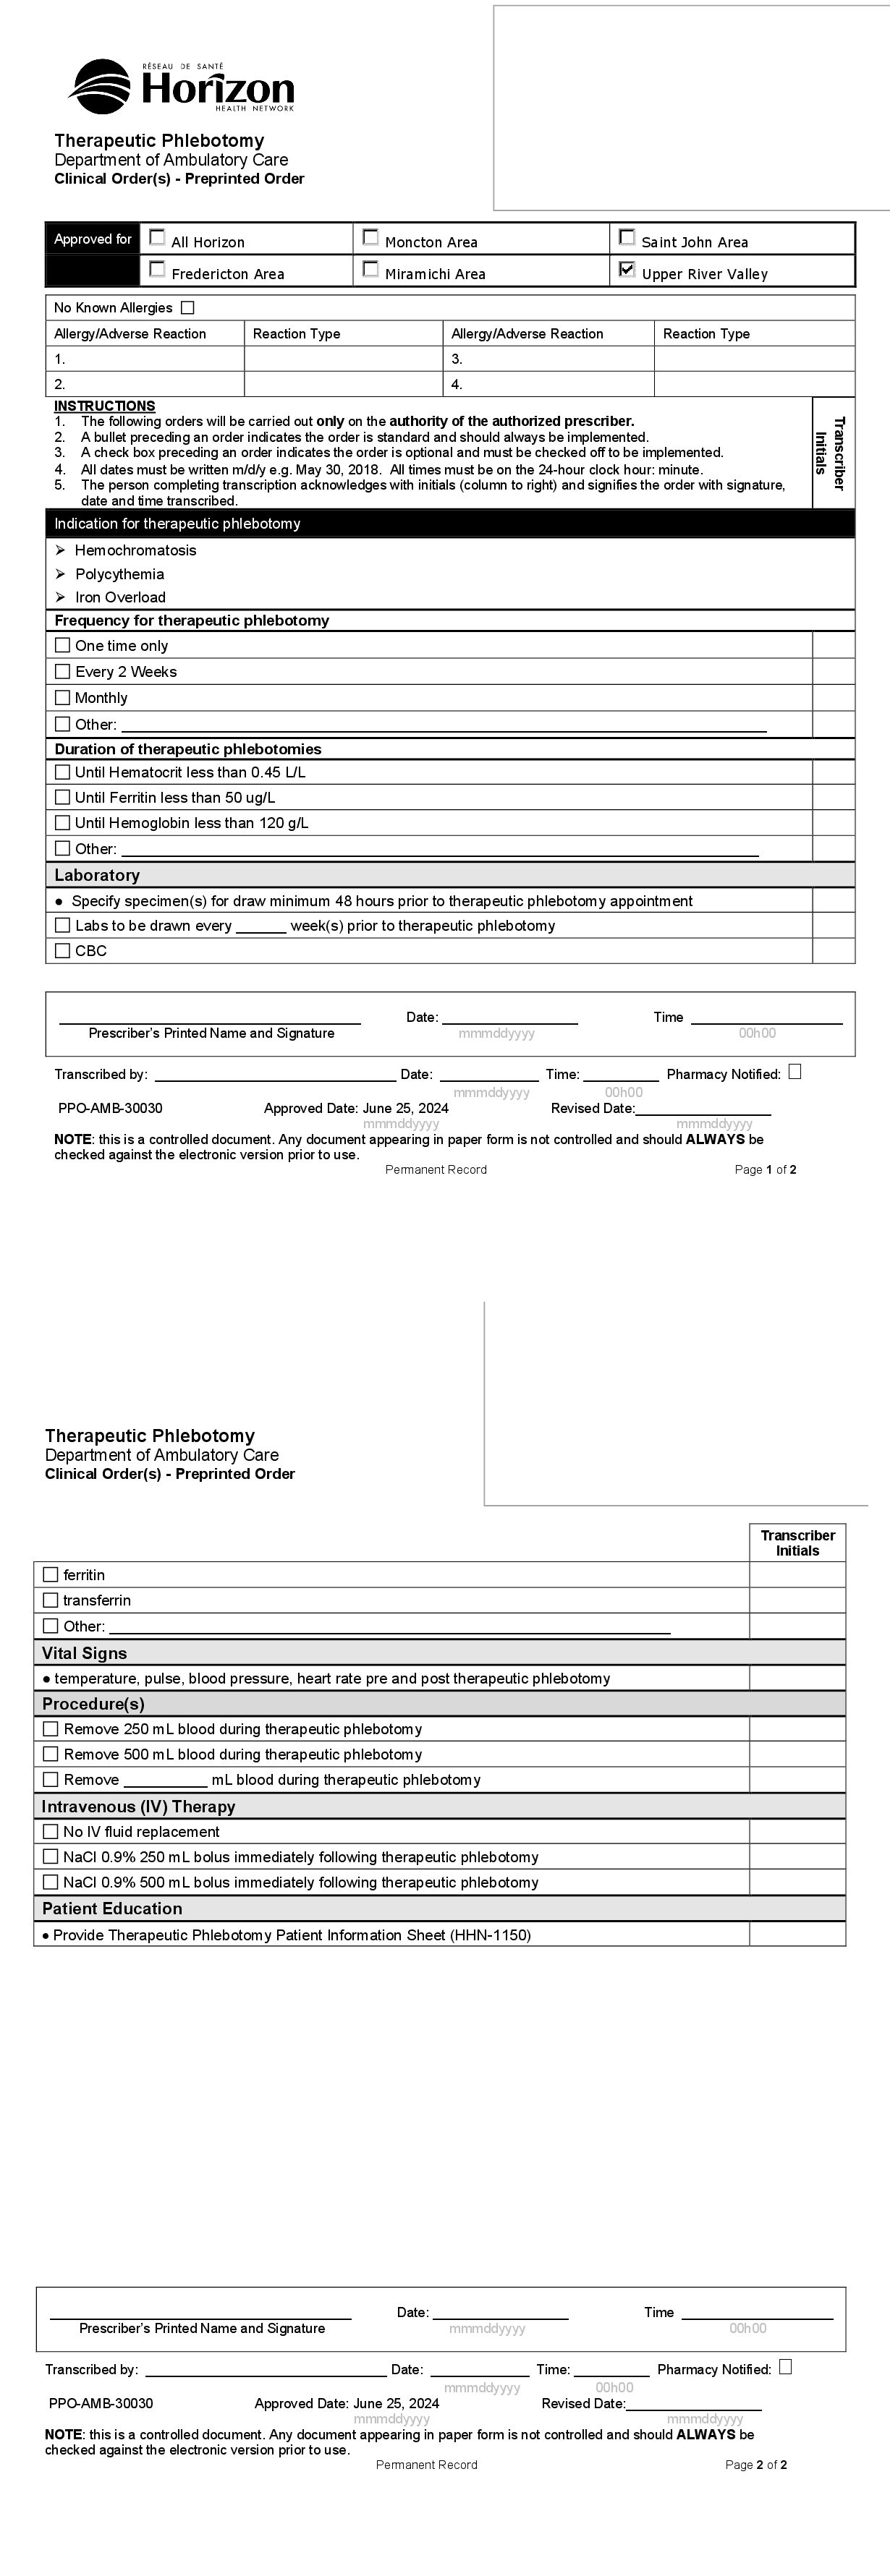 RÉSEAU DE SANTÉ
Horizon
HEALTH NETWORK
Therapeutic Phlebotomy
Department of Ambulatory Care
Clinical Order(s) - Preprinted Order
Approved for
All Horizon
Moncton Area
Saint John Area
Fredericton Area
Miramichi Area
Upper River Valley
No Known Allergies
Allergy/Adverse Reaction
Reaction Type
Allergy/Adverse Reaction
Reaction Type
1.
3.
2.
4.
INSTRUCTIONS
1. The following orders will be carried out only on the authority of the authorized prescriber.
2. A bullet preceding an order indicates the order is standard and should always be implemented.
3. A check box preceding an order indicates the order is optional and must be checked off to be implemented.
4. All dates must be written m/d/y e.g. May 30, 2018. All times must be on the 24-hour clock hour: minute.
5. The person completing transcription acknowledges with initials (column to right) and signifies the order with signature,
date and time transcribed.
Transcriber
Initials
Indication for therapeutic phlebotomy
➢ Hemochromatosis
➢ Polycythemia
➢ Iron Overload
Frequency for therapeutic phlebotomy
One time only
Every 2 Weeks
Monthly
Other:
Duration of therapeutic phlebotomies
Until Hematocrit less than 0.45 L/L
Until Ferritin less than 50 ug/L
Until Hemoglobin less than 120 g/L
Other:
Laboratory
● Specify specimen(s) for draw minimum 48 hours prior to therapeutic phlebotomy appointment
Labs to be drawn every ______ week(s) prior to therapeutic phlebotomy
CBC
Date:
Time
Prescriber's Printed Name and Signature
mmmddyyyy
00h00
Transcribed by:
Date:
Time:
Pharmacy Notified:
mmmddyyyy
00h00
PPO-AMB-30030
Approved Date: June 25, 2024
Revised Date:
mmmddyyyy
mmmddyyyy
NOTE: this is a controlled document. Any document appearing in paper form is not controlled and should ALWAYS be
checked against the electronic version prior to use.
Permanent Record
Page 1 of 2
Therapeutic Phlebotomy
Department of Ambulatory Care
Clinical Order(s) - Preprinted Order
Transcriber
Initials
ferritin
transferrin
Other:
Vital Signs
● temperature, pulse, blood pressure, heart rate pre and post therapeutic phlebotomy
Procedure(s)
Remove 250 mL blood during therapeutic phlebotomy
Remove 500 mL blood during therapeutic phlebotomy
Remove __________ mL blood during therapeutic phlebotomy
Intravenous (IV) Therapy
No IV fluid replacement
NaCl 0.9% 250 mL bolus immediately following therapeutic phlebotomy
NaCl 0.9% 500 mL bolus immediately following therapeutic phlebotomy
Patient Education
● Provide Therapeutic Phlebotomy Patient Information Sheet (HHN-1150)
Date:
Time
Prescriber's Printed Name and Signature
mmmddyyyy
00h00
Transcribed by:
Date:
Time:
Pharmacy Notified:
mmmddyyyy
00h00
PPO-AMB-30030
Approved Date: June 25, 2024
Revised Date:
mmmddyyyy
mmmddyyyy
NOTE: this is a controlled document. Any document appearing in paper form is not controlled and should ALWAYS be
checked against the electronic version prior to use.
Permanent Record
Page 2 of 2